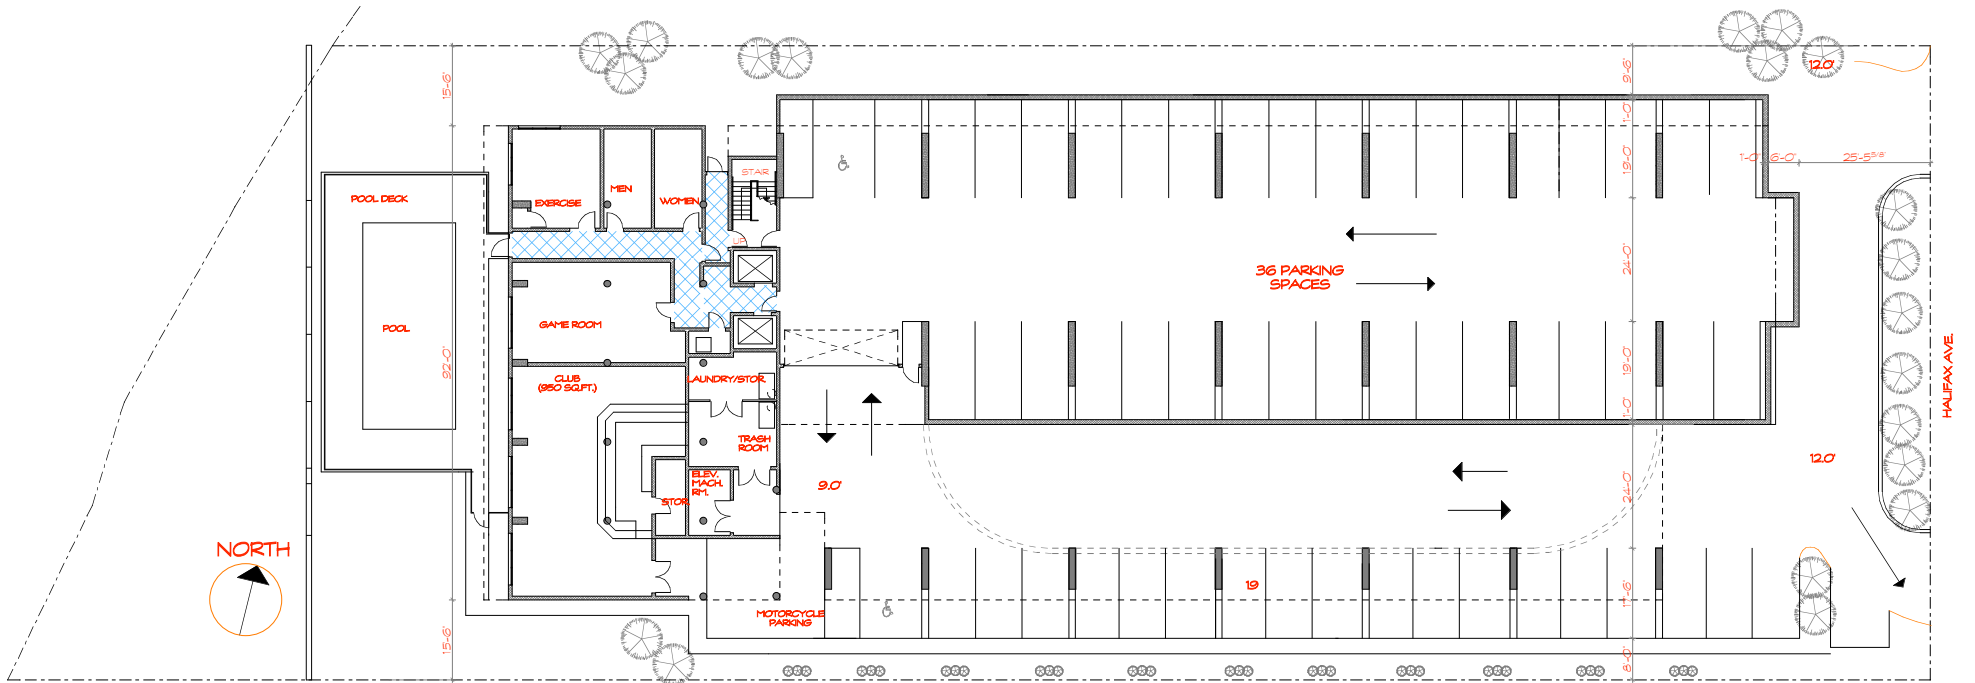 12.0'
15'-6"
9'-6"
1'-0"
19'-0"
1'-0"
6'-0"
25'-5 5/8"
STAIR
POOL DECK
EXERCISE
MEN
WOMEN
UP
24'-0"
36 PARKING
SPACES
GAME ROOM
POOL
92'-0"
CLUB
(950 SQ.FT.)
LAUNDRY/STOR.
19'-0"
HALIFAX AVE.
1'-0"
TRASH
ROOM
12.0'
ELEV.
MACH.
RM.
STOR.
9.0'
24'-0"
NORTH
19
17'-6"
MOTORCYCLE
PARKING
15'-6"
8'-0"